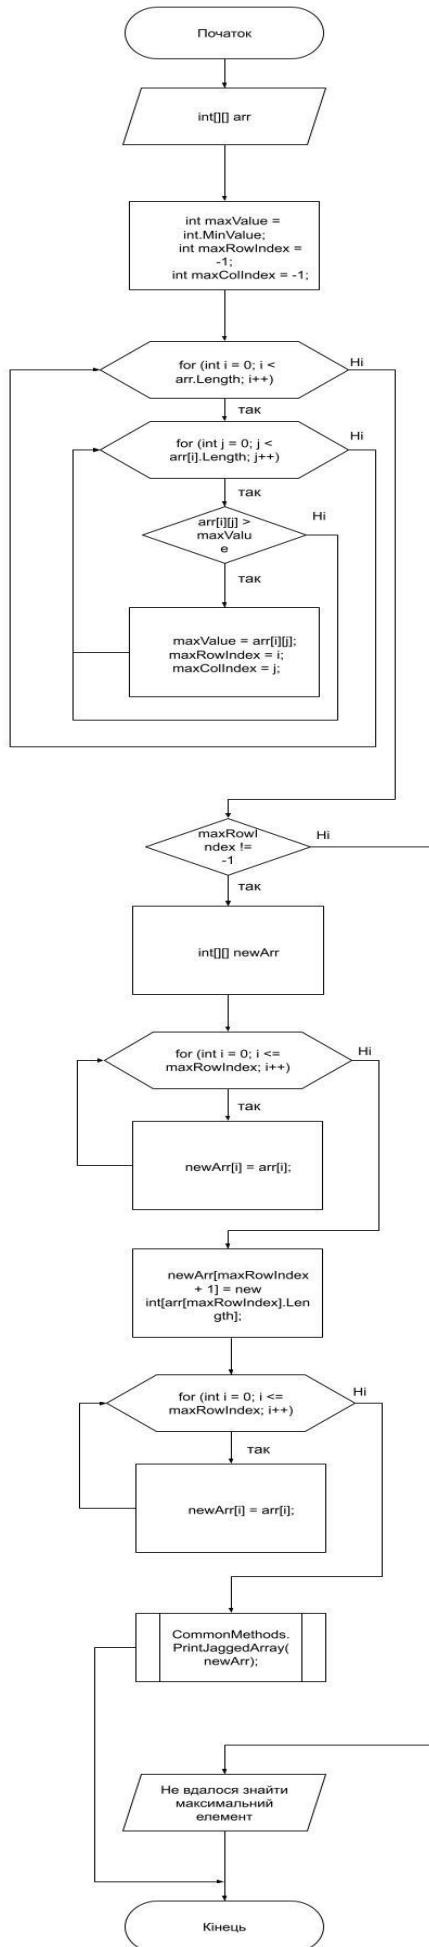 Початок
int[][] arr
int maxValue =
int.MinValue;
int maxRowIndex =
-1;
int maxColIndex = -1;
for (int i = 0; i <
arr.Length; i++)
Ні
так
for (int j = 0; j <
arr[i].Length; j++)
Ні
так
arr[i][j] >
maxValu
e
Ні
так
maxValue = arr[i][j];
maxRowIndex = i;
maxColIndex = j;
maxRowI
ndex !=
-1
Ні
так
int[][] newArr
for (int i = 0; i <=
maxRowIndex; i++)
Ні
так
newArr[i] = arr[i];
newArr[maxRowIndex
+ 1] = new
int[arr[maxRowIndex].Len
gth];
for (int i = 0; i <=
maxRowIndex; i++)
Ні
так
newArr[i] = arr[i];
CommonMethods.
PrintJaggedArray(
newArr);
Не вдалося знайти
максимальний
елемент
Кінець